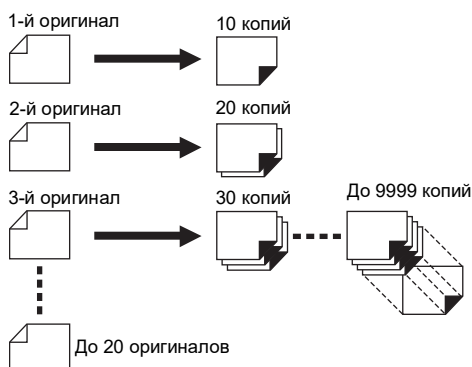 1-й оригинал
10 копий
2-й оригинал
20 копий
3-й оригинал
30 копий
До 9999 копий
До 20 оригиналов